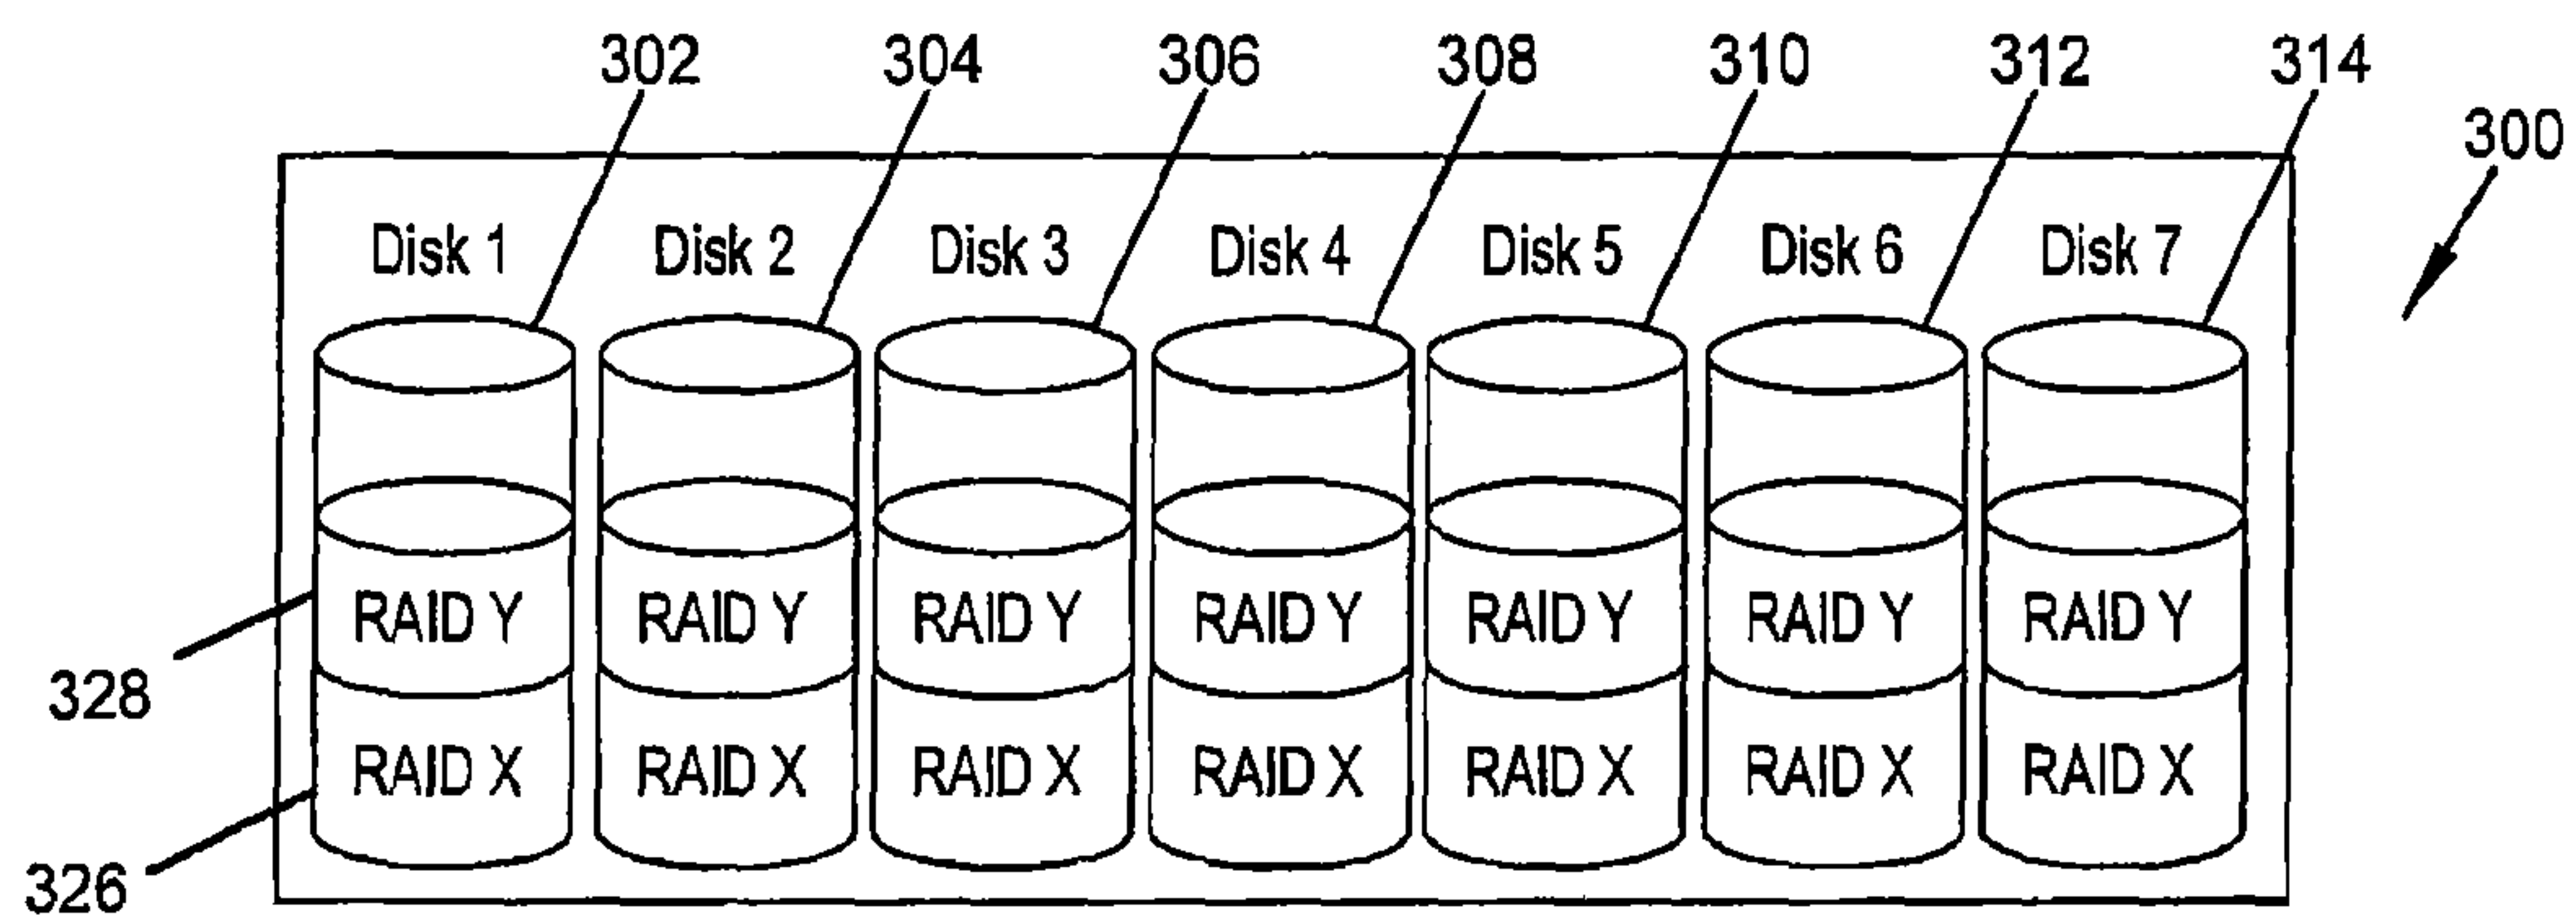 302 304 306 308 310 312 314
300
Disk 1 Disk 2 Disk 3 Disk 4 Disk 5 Disk 6 Disk 7
RAID Y RAID Y RAID Y RAID Y RAID Y RAID Y RAID Y
328
RAID X RAID X RAID X RAID X RAID X RAID X RAID X
326